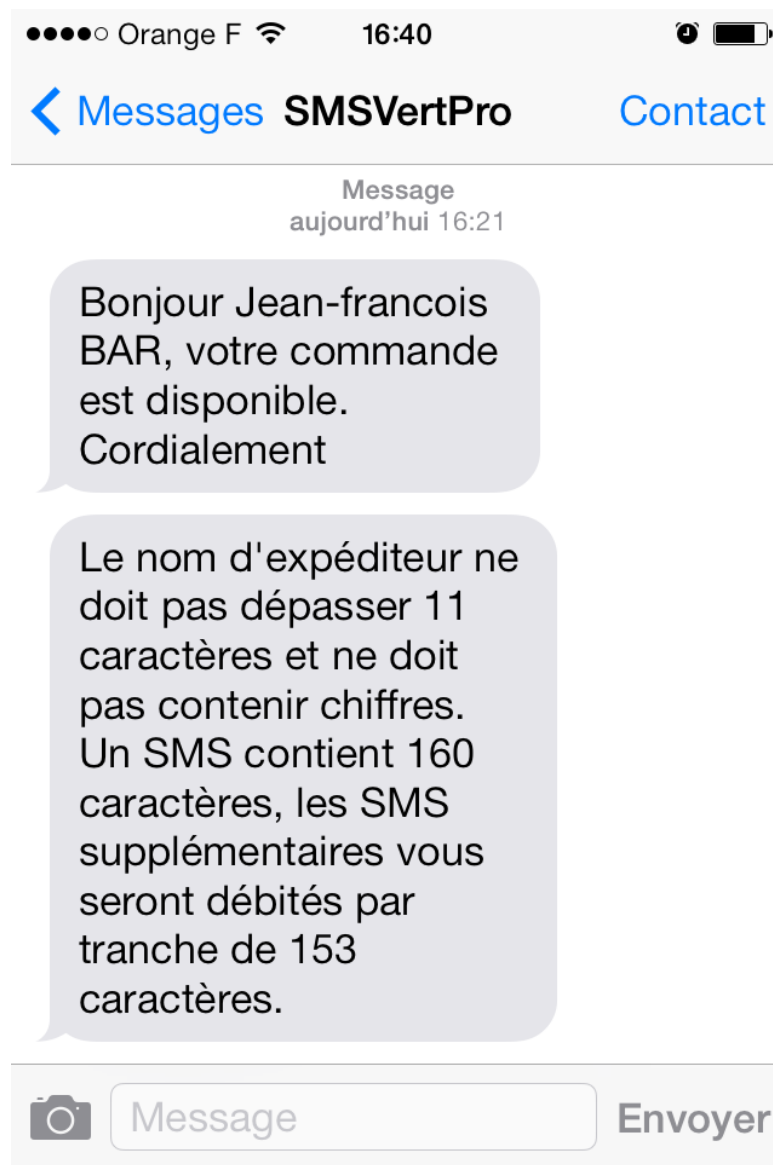 Orange F 16:40
Messages SMSVertPro Contact
Message
aujourd'hui 16:21
Bonjour Jean-francois
BAR, votre commande
est disponible.
Cordialement
Le nom d'expéditeur ne
doit pas dépasser 11
caractères et ne doit
pas contenir chiffres.
Un SMS contient 160
caractères, les SMS
supplémentaires vous
seront débités par
tranche de 153
caractères.
Message Envoyer